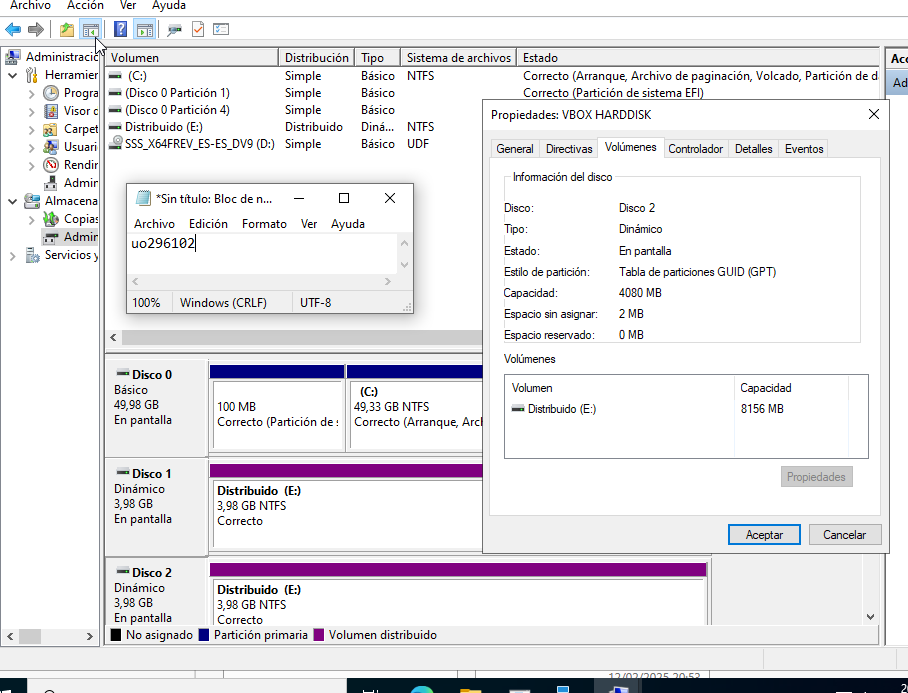 Archivo Acción Ver Ayuda
Administració
Herramier
Progra
Visor d
Carpet
Usuari
Rendir
Admin
Almacena
Copias
Admin
Servicios y
Volumen Distribución Tipo Sistema de archivos Estado
(C:) Simple Básico NTFS Correcto (Arranque, Archivo de paginación, Volcado, Partición de d
(Disco 0 Partición 1) Simple Básico Correcto (Partición de sistema EFI)
(Disco 0 Partición 4) Simple Básico
Distribuido (E:) Distribuido Diná... NTFS
SSS_X64FREV_ES-ES_DV9 (D:) Simple Básico UDF
Acc
Ad
*Sin título: Bloc de n...
Archivo Edición Formato Ver Ayuda
uo296102
100% Windows (CRLF) UTF-8
Propiedades: VBOX HARDDISK
General Directivas Volúmenes Controlador Detalles Eventos
Información del disco
Disco: Disco 2
Tipo: Dinámico
Estado: En pantalla
Estilo de partición: Tabla de particiones GUID (GPT)
Capacidad: 4080 MB
Espacio sin asignar: 2 MB
Espacio reservado: 0 MB
Volúmenes
Volumen Capacidad
Distribuido (E:) 8156 MB
Propiedades
Aceptar Cancelar
Disco 0
Básico
49,98 GB
En pantalla
100 MB
Correcto (Partición de s
(C:)
49,33 GB NTFS
Correcto (Arranque, Arch
Disco 1
Dinámico
3,98 GB
En pantalla
Distribuido (E:)
3,98 GB NTFS
Correcto
Disco 2
Dinámico
3,98 GB
En pantalla
Distribuido (E:)
3,98 GB NTFS
Correcto
No asignado Partición primaria Volumen distribuido
12/02/2025 20:53